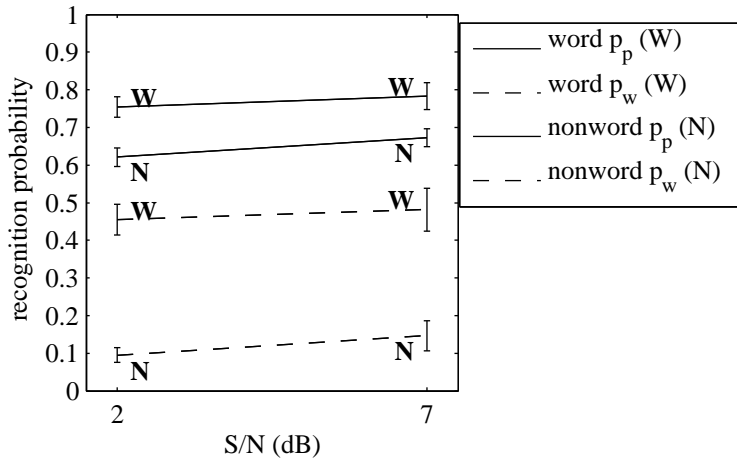 1
0.9
0.8
0.7
0.6
0.5
0.4
0.3
0.2
0.1
0
recognition probability
W W
N N
W W
N N
2 7
S/N (dB)
word p_p (W)
word p_w (W)
nonword p_p (N)
nonword p_w (N)